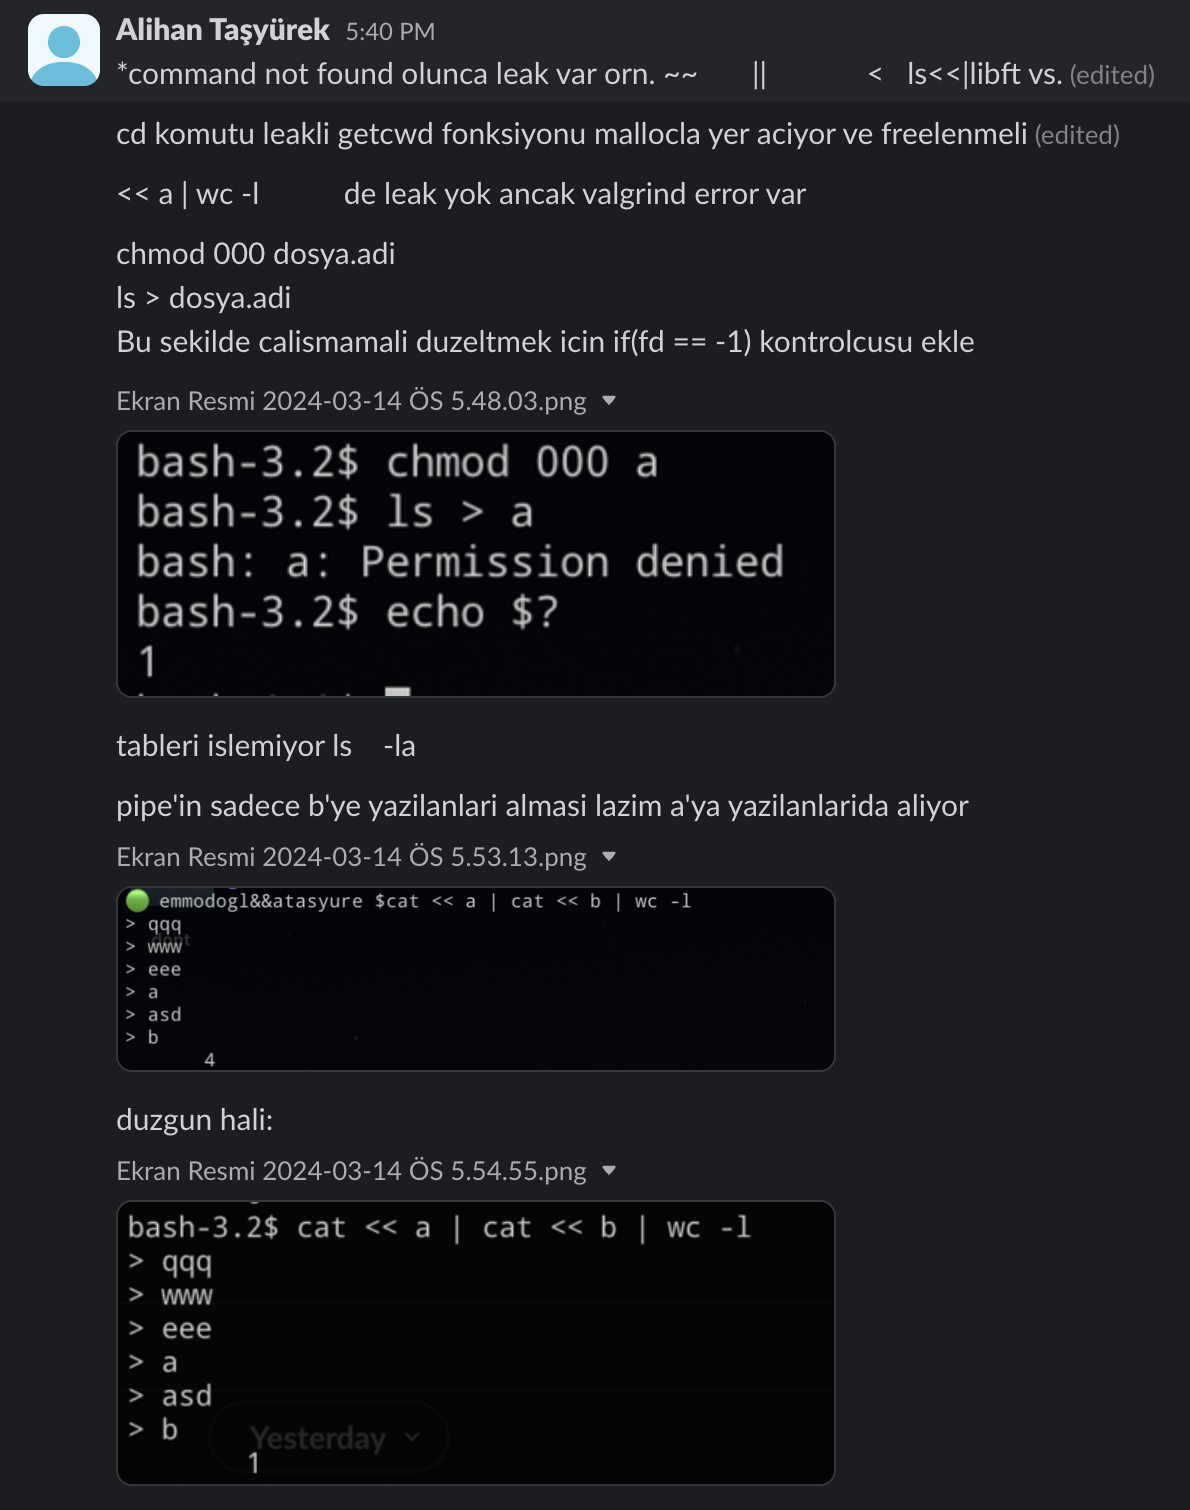 Alihan Taşyürek 5:40 PM
*command not found olunca leak var orn. ~~ || < ls<<|libft vs. (edited)
cd komutu leakli getcwd fonksiyonu mallocla yer aciyor ve freelenmeli (edited)
<< a | wc -l de leak yok ancak valgrind error var
chmod 000 dosya.adi
ls > dosya.adi
Bu sekilde calismamali duzeltmek icin if(fd == -1) kontrolcusu ekle
Ekran Resmi 2024-03-14 ÖS 5.48.03.png
bash-3.2$ chmod 000 a
bash-3.2$ ls > a
bash: a: Permission denied
bash-3.2$ echo $?
1
tableri islemiyor ls -la
pipe'in sadece b'ye yazilanlari almasi lazim a'ya yazilanlarida aliyor
Ekran Resmi 2024-03-14 ÖS 5.53.13.png
emmodogl&&atasyure $cat << a | cat << b | wc -l
> qqq
> www
> eee
> a
> asd
> b
4
duzgun hali:
Ekran Resmi 2024-03-14 ÖS 5.54.55.png
bash-3.2$ cat << a | cat << b | wc -l
> qqq
> www
> eee
> a
> asd
> b
Yesterday
1